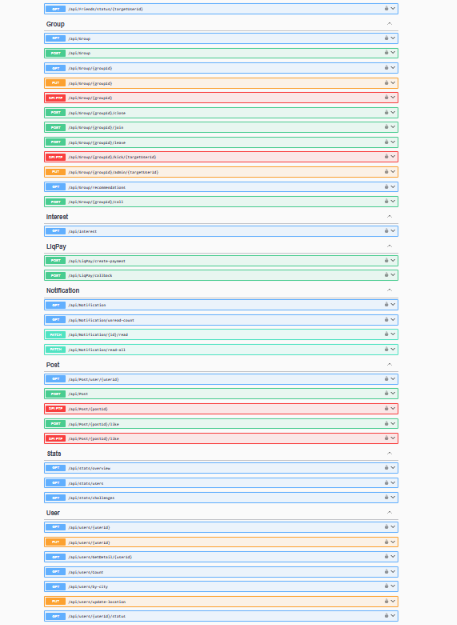 GET /api/Friends/status/{targetUserId}
Group
GET /api/Group
POST /api/Group
GET /api/Group/{groupId}
PUT /api/Group/{groupId}
DELETE /api/Group/{groupId}
POST /api/Group/{groupId}/close
POST /api/Group/{groupId}/join
POST /api/Group/{groupId}/leave
DELETE /api/Group/{groupId}/kick/{targetUserId}
PUT /api/Group/{groupId}/admin/{targetUserId}
GET /api/Group/recommendations
POST /api/Group/{groupId}/
Interest
GET /api/Interest
LiqPay
POST /api/LiqPay/create-payment
POST /api/LiqPay/callback
Notification
GET /api/Notification
GET /api/Notification/unread-count
PATCH /api/Notification/{id}/read
PATCH /api/Notification/read-all
Post
GET /api/Post/user/{userId}
POST /api/Post
DELETE /api/Post/{postId}
POST /api/Post/{postId}/like
DELETE /api/Post/{postId}/like
Stats
GET /api/stats/overview
GET /api/stats/users
GET /api/stats/challenges
User
GET /api/users/{userId}
PUT /api/users/{userId}
GET /api/users/GetDetail/{userId}
GET /api/users/count
GET /api/users/by-city
PUT /api/users/update-location
GET /api/users/{userId}/status